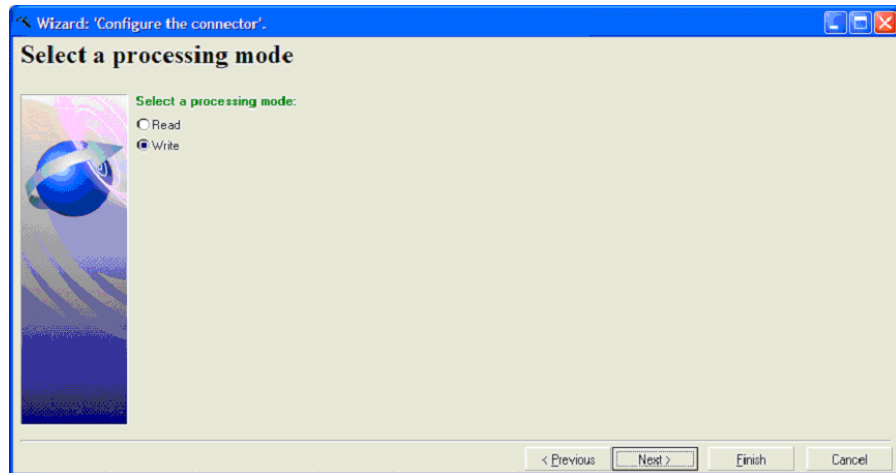 Wizard: 'Configure the connector'.
Select a processing mode
Select a processing mode:
Read
Write
< Previous
Next >
Finish
Cancel